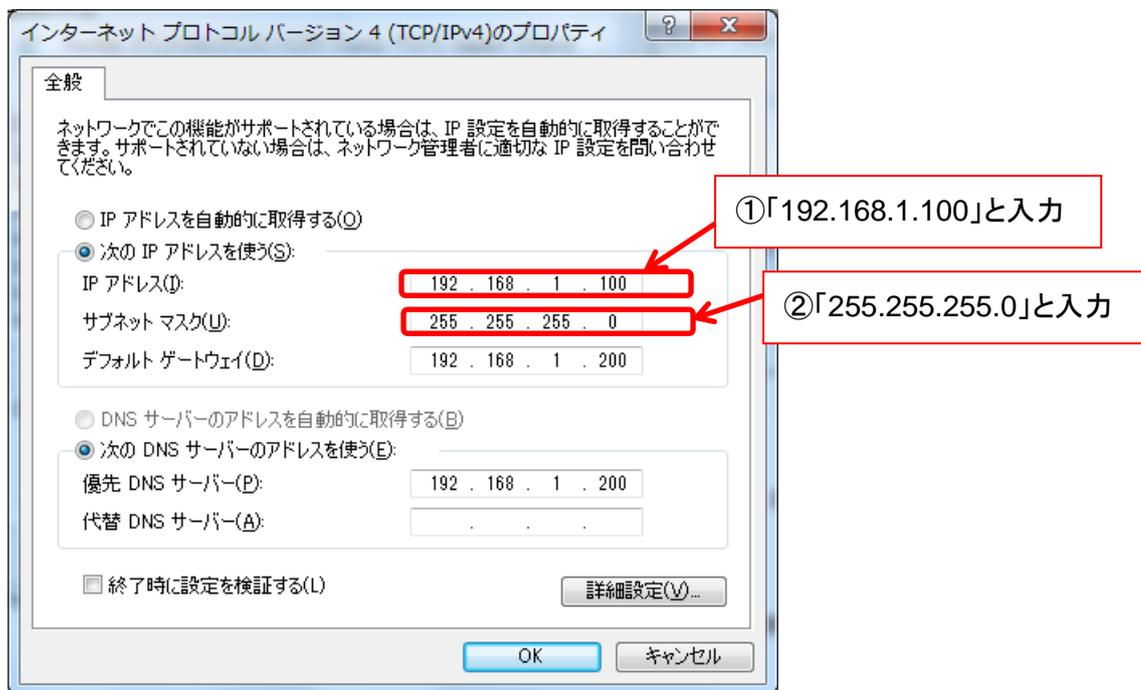 インターネット プロトコル バージョン 4 (TCP/IPv4)のプロパティ
全般
ネットワークでこの機能がサポートされている場合は、IP 設定を自動的に取得することがで
きます。サポートされていない場合は、ネットワーク管理者に適切な IP 設定を問い合わせ
てください。
IP アドレスを自動的に取得する(O)
①「192.168.1.100」と入力
次の IP アドレスを使う(S):
IP アドレス(I): 192 . 168 . 1 . 100
②「255.255.255.0」と入力
サブネット マスク(U): 255 . 255 . 255 . 0
デフォルト ゲートウェイ(D): 192 . 168 . 1 . 200
DNS サーバーのアドレスを自動的に取得する(B)
次の DNS サーバーのアドレスを使う(E):
優先 DNS サーバー(P): 192 . 168 . 1 . 200
代替 DNS サーバー(A): . . .
終了時に設定を検証する(L)
詳細設定(V)...
OK キャンセル